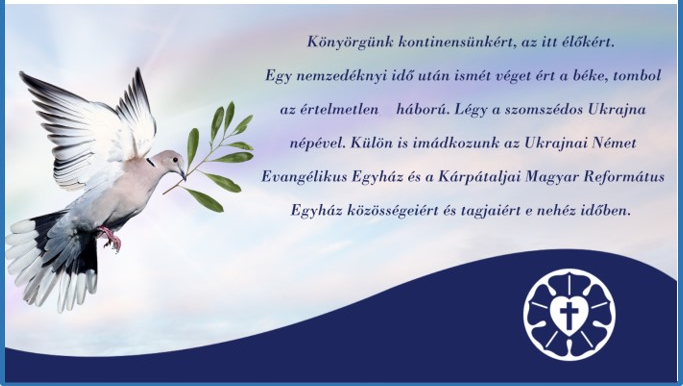 Könyörgünk kontinensünkért, az itt élőkért.
Egy nemzedéknyi idő után ismét véget ért a béke, tombol
az értelmetlen háború. Légy a szomszédos Ukrajna
népével. Külön is imádkozunk az Ukrajnai Német
Evangélikus Egyház és a Kárpátaljai Magyar Református
Egyház közösségeiért és tagjaiért e nehéz időben.